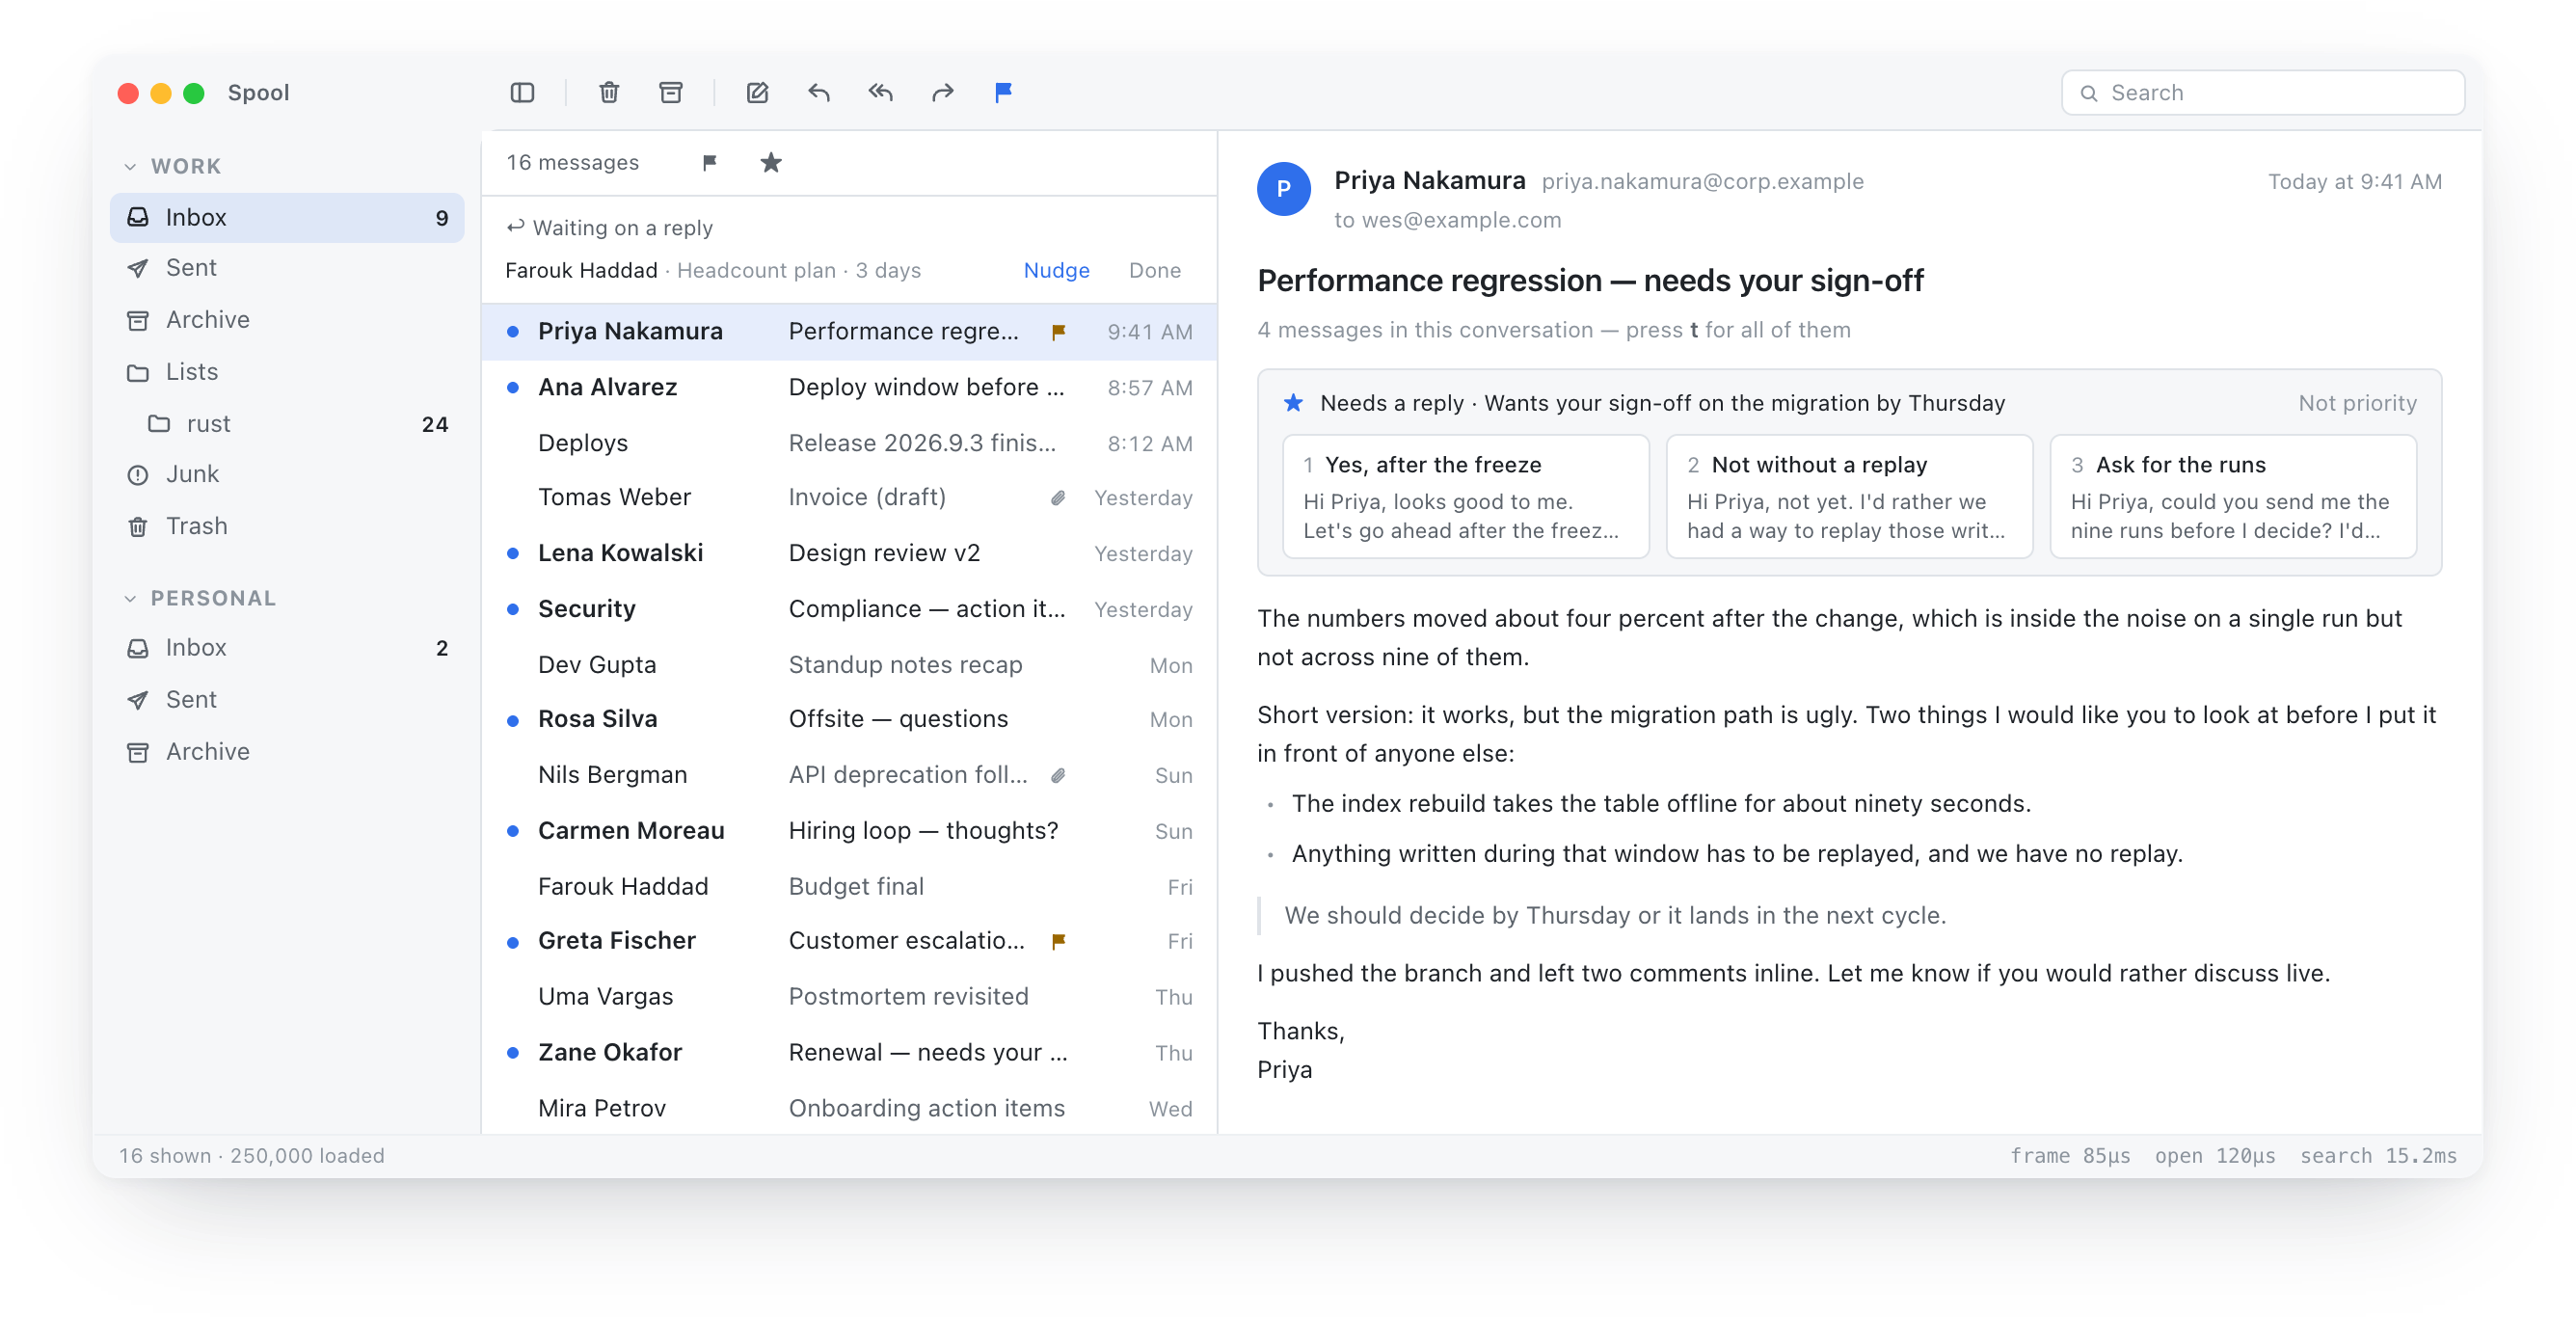 Spool
Search
WORK
Inbox 9
Sent
Archive
Lists
rust 24
Junk
Trash
PERSONAL
Inbox 2
Sent
Archive
16 messages
Waiting on a reply
Farouk Haddad · Headcount plan · 3 days Nudge Done
Priya Nakamura Performance regre... 9:41 AM
Ana Alvarez Deploy window before ... 8:57 AM
Deploys Release 2026.9.3 finis... 8:12 AM
Tomas Weber Invoice (draft) Yesterday
Lena Kowalski Design review v2 Yesterday
Security Compliance — action it... Yesterday
Dev Gupta Standup notes recap Mon
Rosa Silva Offsite — questions Mon
Nils Bergman API deprecation foll... Sun
Carmen Moreau Hiring loop — thoughts? Sun
Farouk Haddad Budget final Fri
Greta Fischer Customer escalatio... Fri
Uma Vargas Postmortem revisited Thu
Zane Okafor Renewal — needs your ... Thu
Mira Petrov Onboarding action items Wed
P
Priya Nakamura priya.nakamura@corp.example Today at 9:41 AM
to wes@example.com
Performance regression — needs your sign-off
4 messages in this conversation — press t for all of them
Needs a reply · Wants your sign-off on the migration by Thursday Not priority
1 Yes, after the freeze
Hi Priya, looks good to me.
Let's go ahead after the freez...
2 Not without a replay
Hi Priya, not yet. I'd rather we
had a way to replay those writ...
3 Ask for the runs
Hi Priya, could you send me the
nine runs before I decide? I'd...
The numbers moved about four percent after the change, which is inside the noise on a single run but
not across nine of them.
Short version: it works, but the migration path is ugly. Two things I would like you to look at before I put it
in front of anyone else:
• The index rebuild takes the table offline for about ninety seconds.
• Anything written during that window has to be replayed, and we have no replay.
We should decide by Thursday or it lands in the next cycle.
I pushed the branch and left two comments inline. Let me know if you would rather discuss live.
Thanks,
Priya
16 shown · 250,000 loaded
frame 85µs open 120µs search 15.2ms